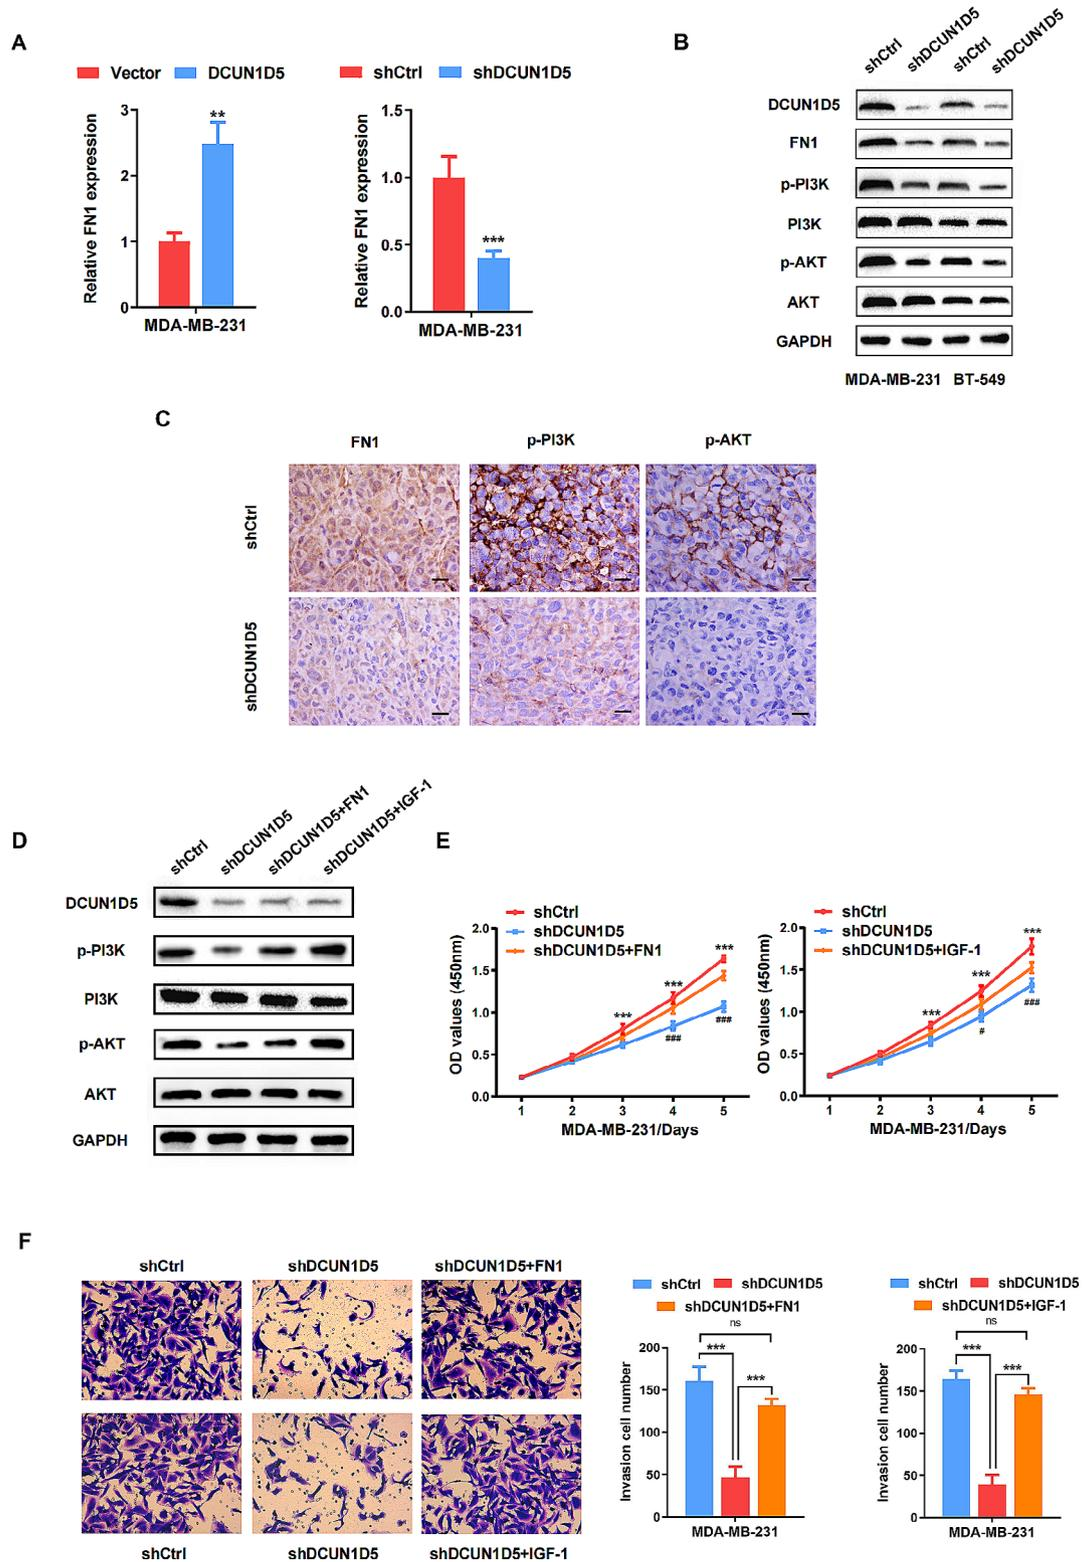 A
Vector DCUN1D5
shCtrl shDCUN1D5
Relative FN1 expression
3
2
1
0
**
MDA-MB-231
Relative FN1 expression
1.5
1.0
0.5
0.0
***
MDA-MB-231
B
shCtrl shDCUN1D5 shCtrl shDCUN1D5
DCUN1D5
FN1
p-PI3K
PI3K
p-AKT
AKT
GAPDH
MDA-MB-231 BT-549
C
FN1 p-PI3K p-AKT
shCtrl
shDCUN1D5
D
shCtrl shDCUN1D5 shDCUN1D5+FN1 shDCUN1D5+IGF-1
DCUN1D5
p-PI3K
PI3K
p-AKT
AKT
GAPDH
E
shCtrl
shDCUN1D5
shDCUN1D5+FN1
OD values (450nm)
2.0
1.5
1.0
0.5
0.0
*** *** ***
### ###
1 2 3 4 5
MDA-MB-231/Days
shCtrl
shDCUN1D5
shDCUN1D5+IGF-1
OD values (450nm)
2.0
1.5
1.0
0.5
0.0
*** *** ***
# ###
1 2 3 4 5
MDA-MB-231/Days
F
shCtrl shDCUN1D5 shDCUN1D5+FN1
shCtrl shDCUN1D5 shDCUN1D5+IGF-1
shCtrl shDCUN1D5
shDCUN1D5+FN1
ns
*** ***
Invasion cell number
200
150
100
50
0
MDA-MB-231
shCtrl shDCUN1D5
shDCUN1D5+IGF-1
ns
*** ***
Invasion cell number
200
150
100
50
0
MDA-MB-231